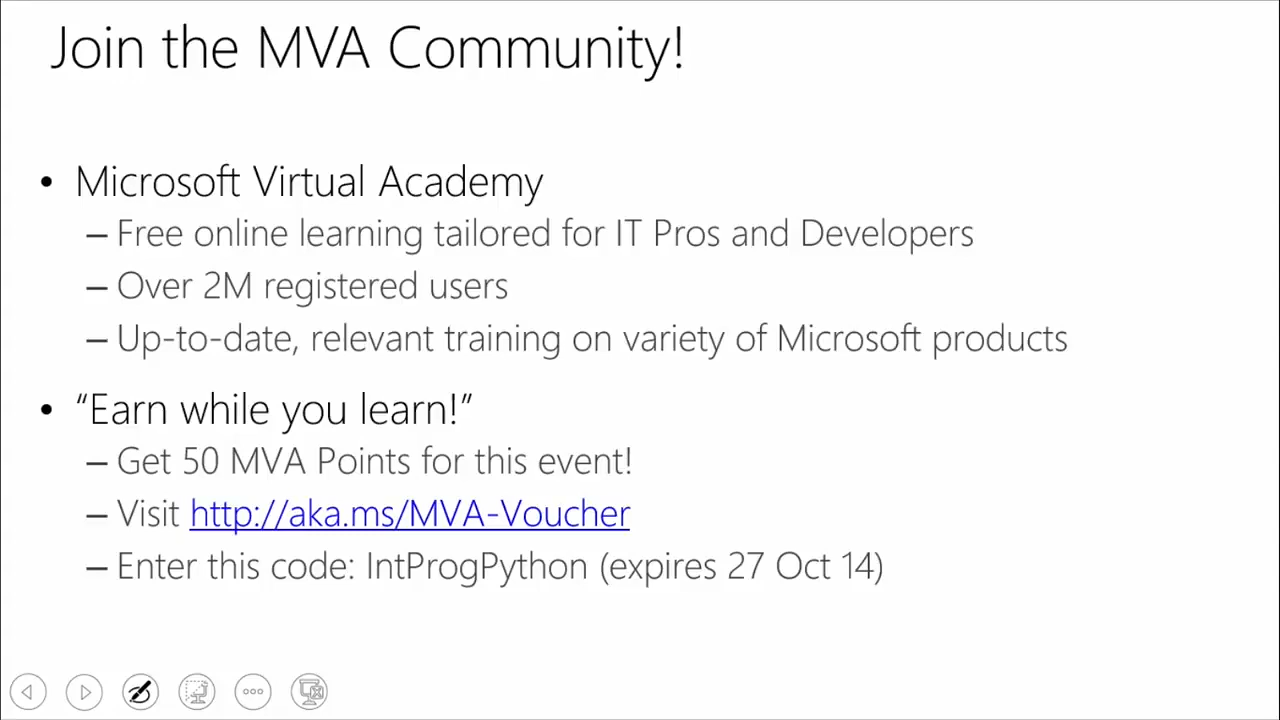 Join the MVA Community!
• Microsoft Virtual Academy
– Free online learning tailored for IT Pros and Developers
– Over 2M registered users
– Up-to-date, relevant training on variety of Microsoft products
• “Earn while you learn!”
– Get 50 MVA Points for this event!
– Visit http://aka.ms/MVA-Voucher
– Enter this code: IntProgPython (expires 27 Oct 14)